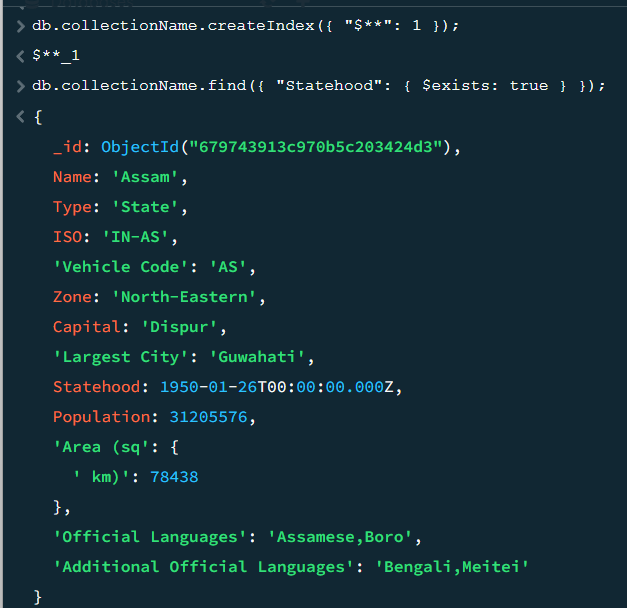 > db.collectionName.createIndex({ "$**": 1 });
< $**_1
> db.collectionName.find({ "Statehood": { $exists: true } });
< {
_id: ObjectId("679743913c970b5c203424d3"),
Name: 'Assam',
Type: 'State',
ISO: 'IN-AS',
'Vehicle Code': 'AS',
Zone: 'North-Eastern',
Capital: 'Dispur',
'Largest City': 'Guwahati',
Statehood: 1950-01-26T00:00:00.000Z,
Population: 31205576,
'Area (sq': {
' km)': 78438
},
'Official Languages': 'Assamese,Boro',
'Additional Official Languages': 'Bengali,Meitei'
}